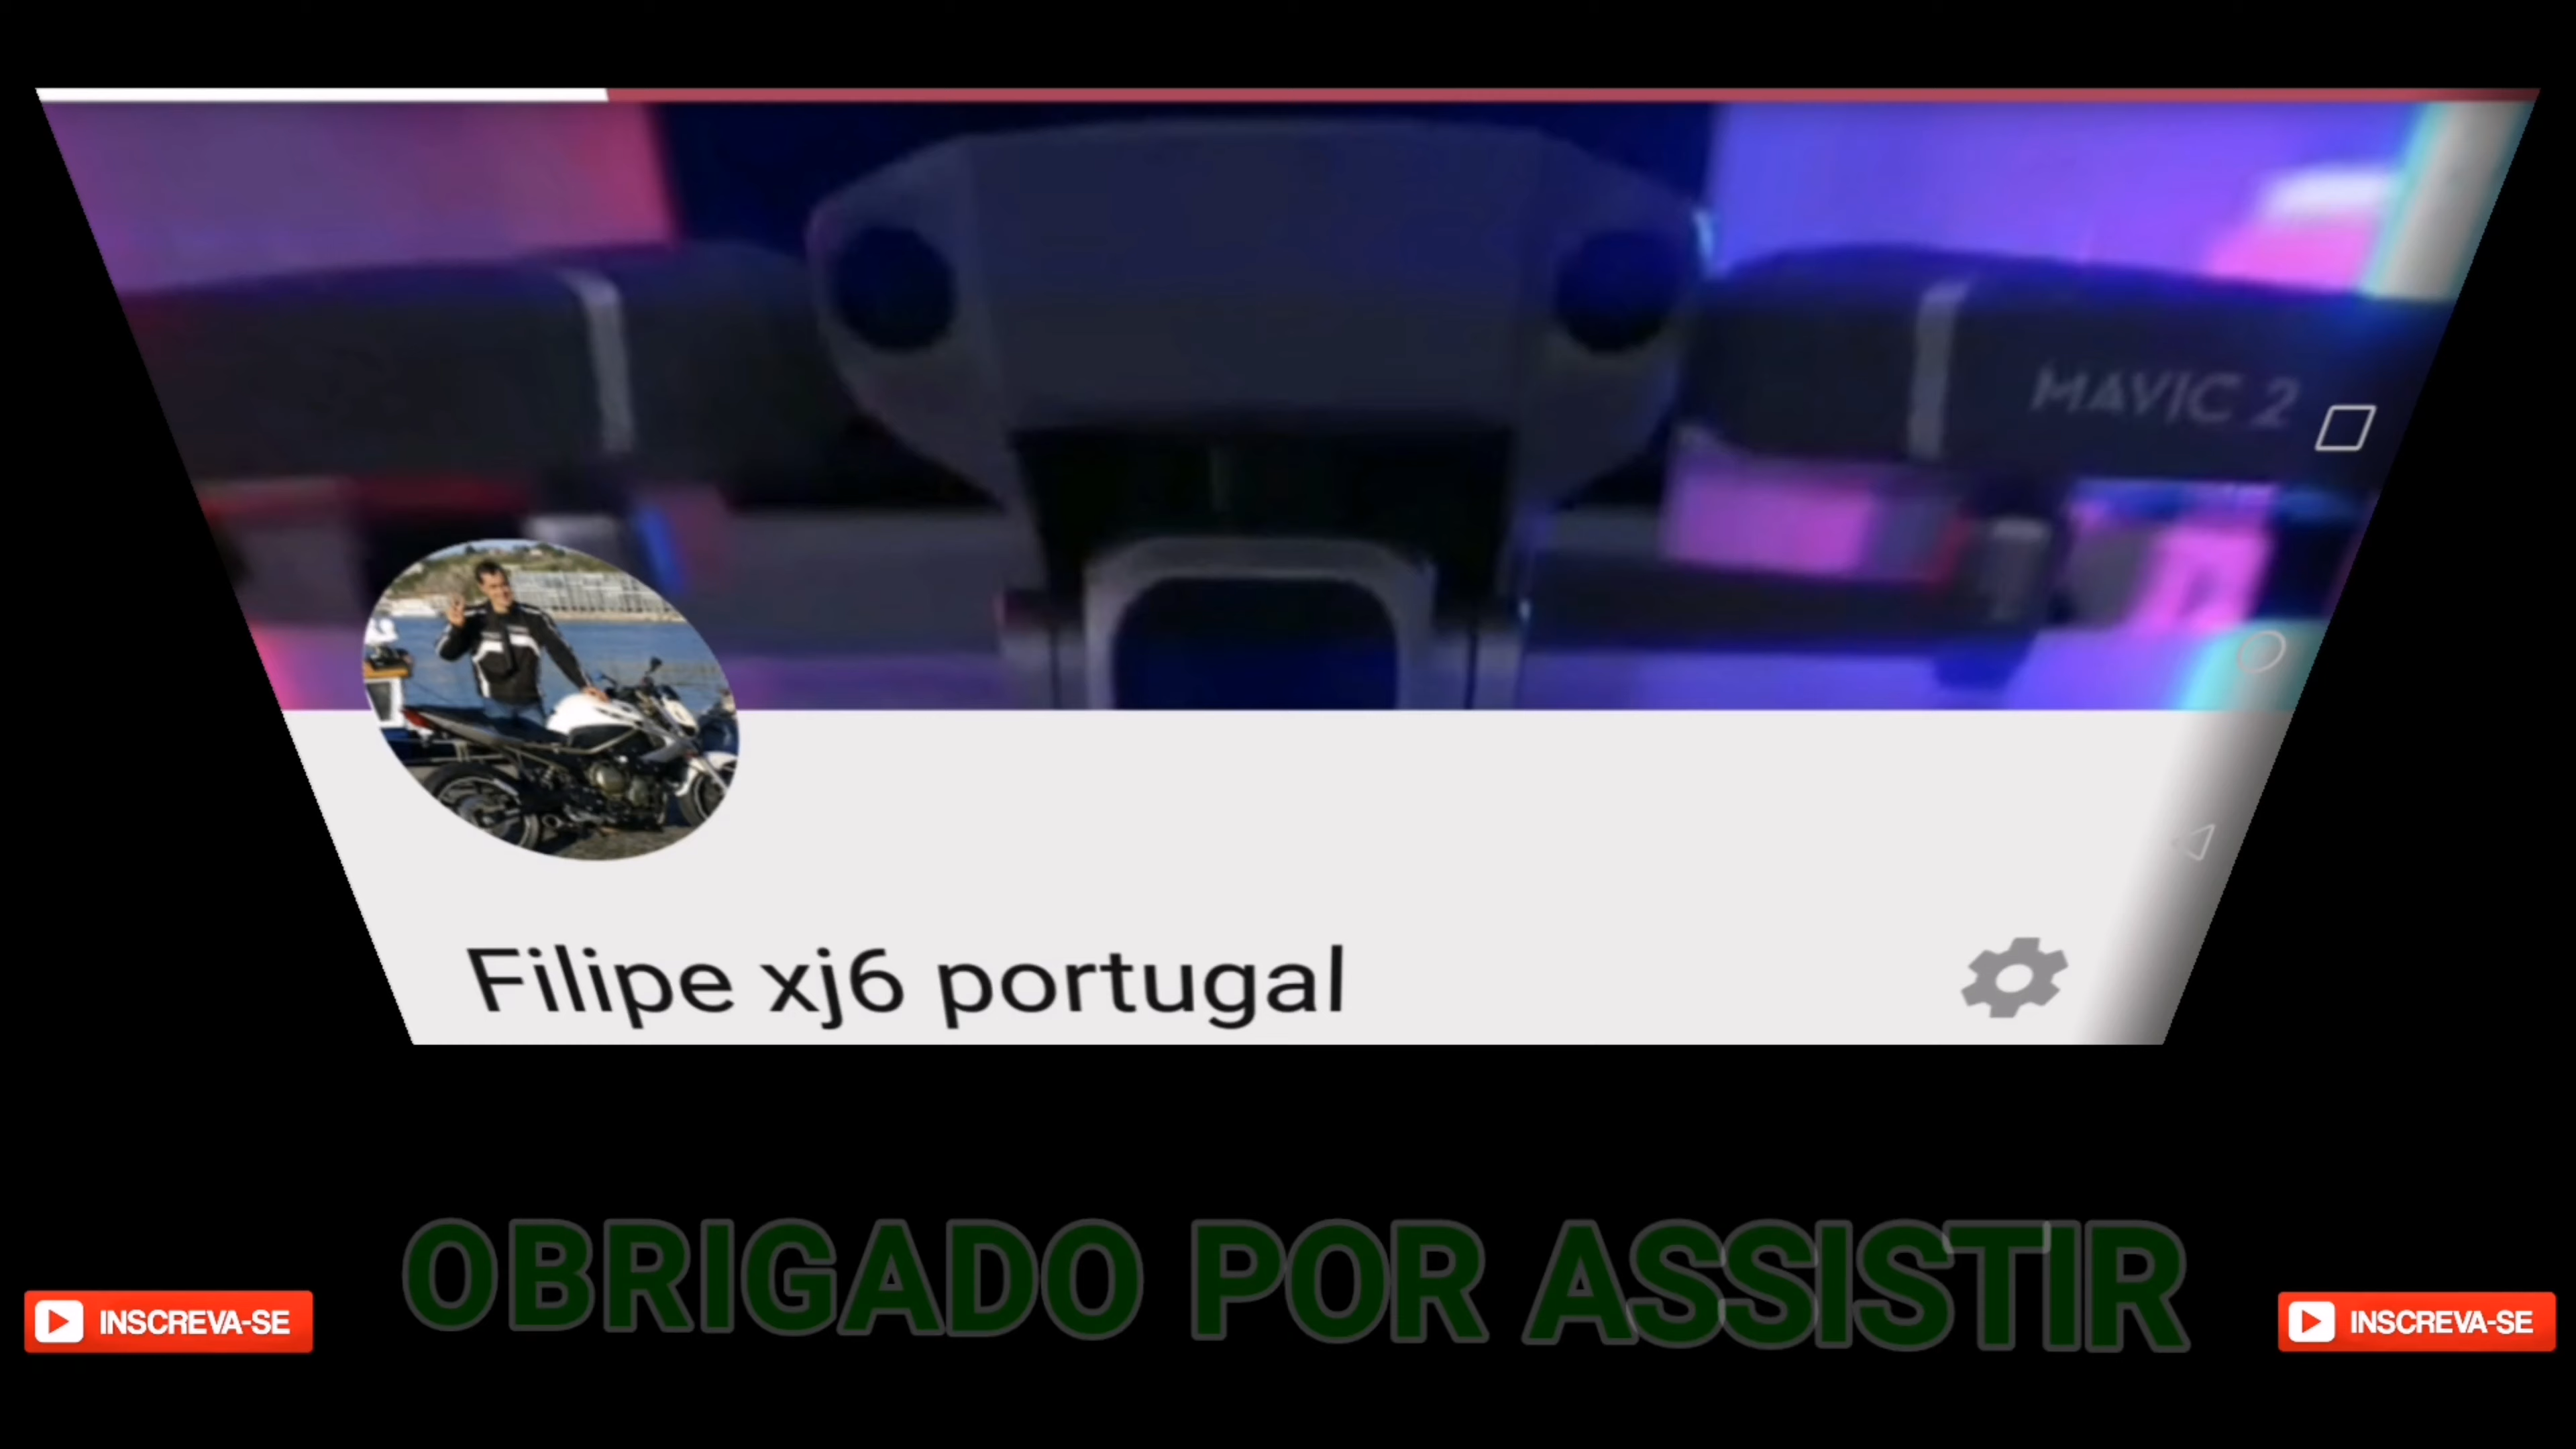 MAVIC 2
Filipe xj6 portugal
OBRIGADO POR ASSISTIR
INSCREVA-SE
INSCREVA-SE